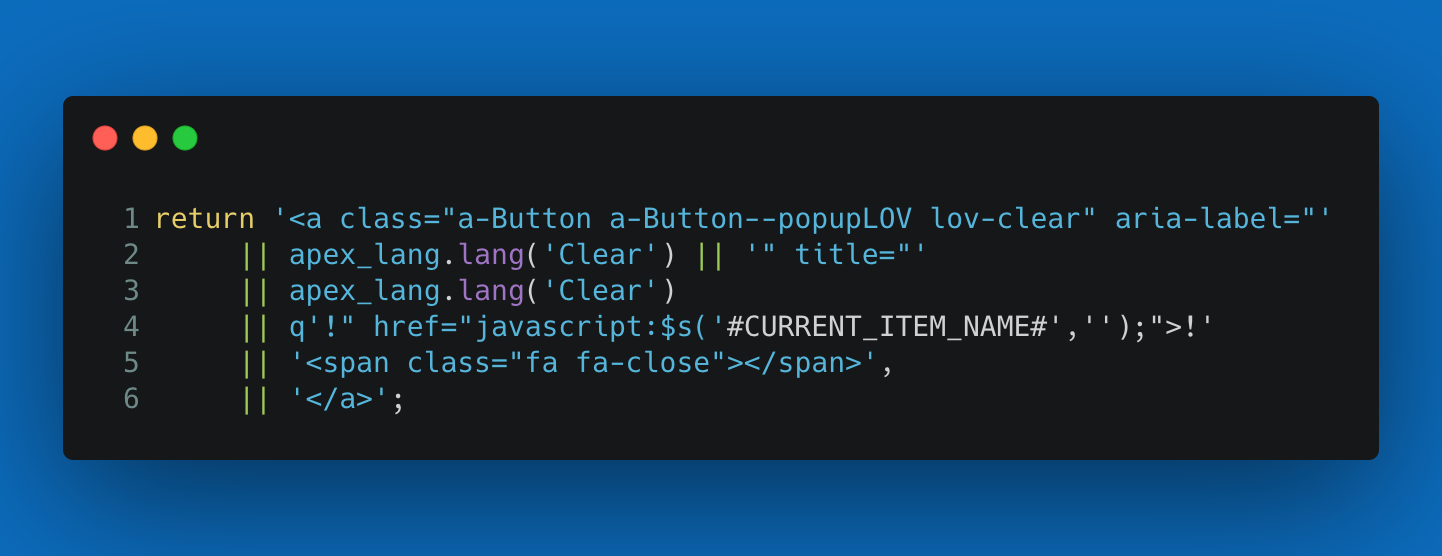 1 return '<a class="a-Button a-Button--popupLOV lov-clear" aria-label="'
2 || apex_lang.lang('Clear') || '" title="'
3 || apex_lang.lang('Clear')
4 || q'!" href="javascript:$s('#CURRENT_ITEM_NAME#','');">!'
5 || '<span class="fa fa-close"></span>',
6 || '</a>';